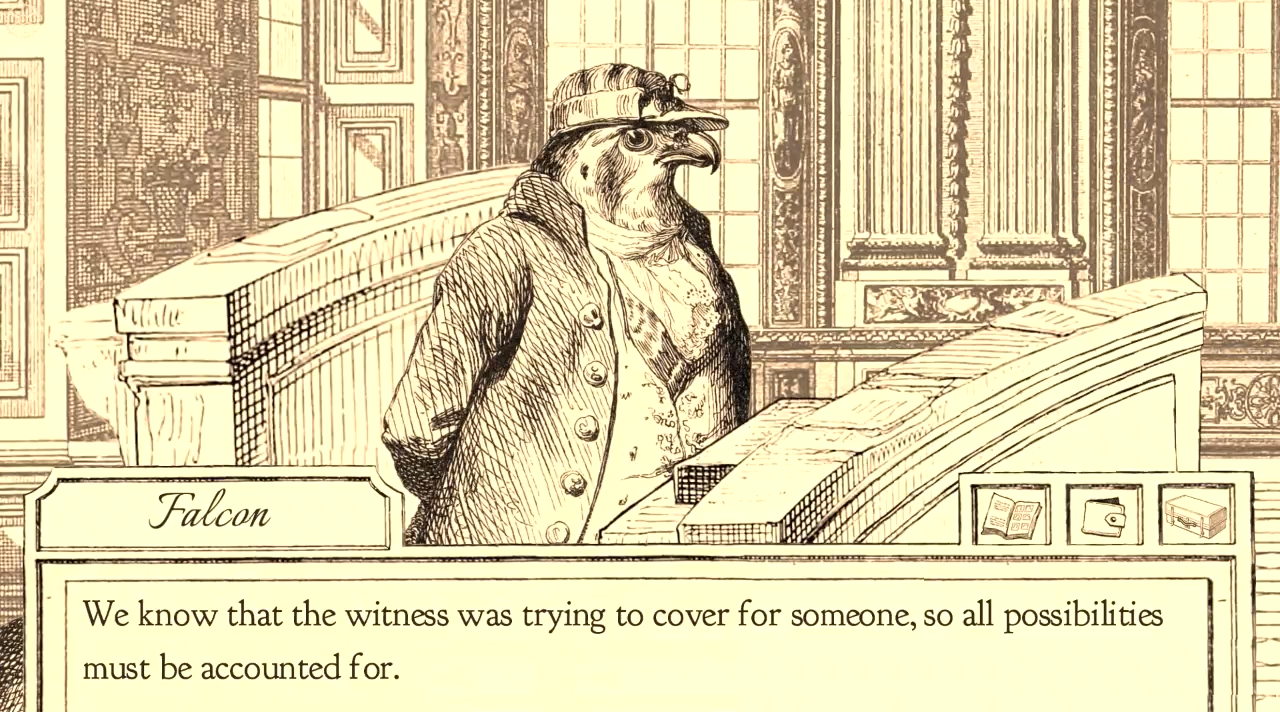 Falcon
We know that the witness was trying to cover for someone, so all possibilities
must be accounted for.